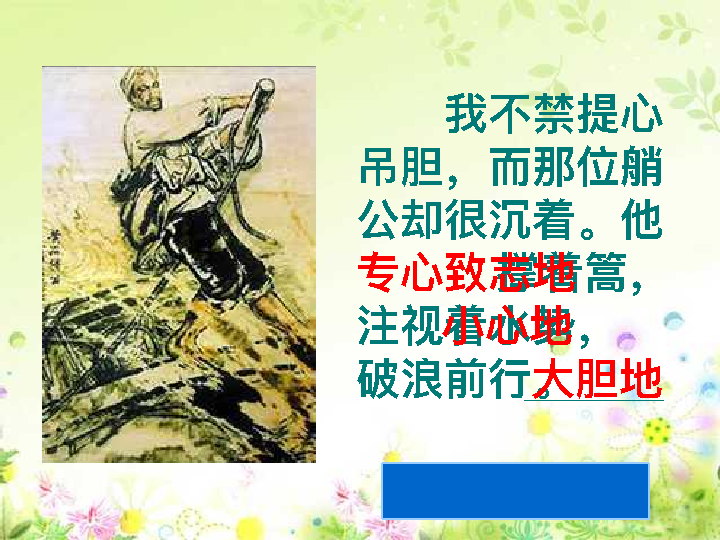 我不禁提心
吊胆，而那位艄
公却很沉着。他
专心致志地 撑着篙，
注视着水势， 小心地
破浪前行。 大胆地